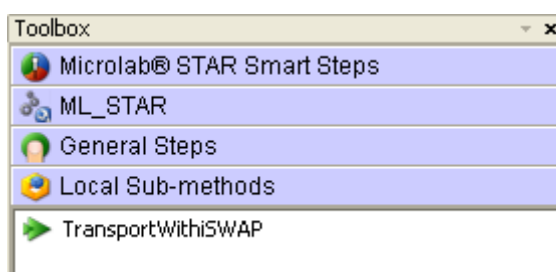 Toolbox
Microlab® STAR Smart Steps
ML_STAR
General Steps
Local Sub-methods
TransportWithiSWAP